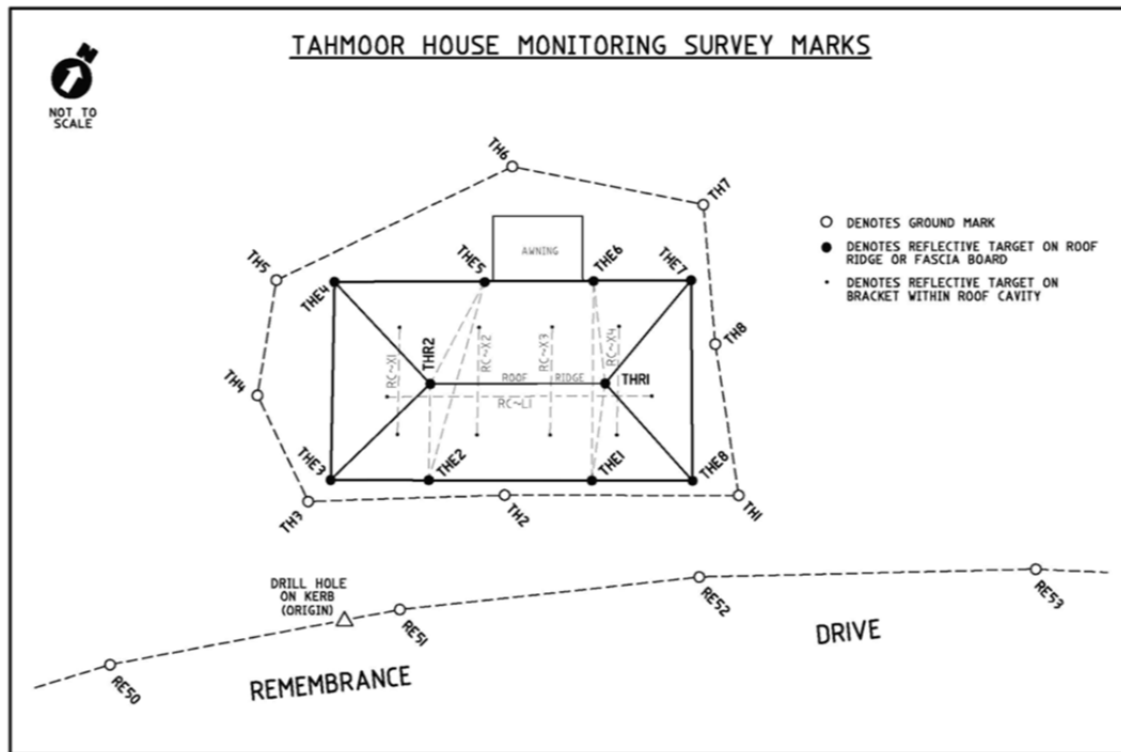 TAHMOOR HOUSE MONITORING SURVEY MARKS
N
NOT TO
SCALE
TH6
TH7
AWNING
DENOTES GROUND MARK
DENOTES REFLECTIVE TARGET ON ROOF
RIDGE OR FASCIA BOARD
DENOTES REFLECTIVE TARGET ON
BRACKET WITHIN ROOF CAVITY
TH5
THE4
THE5
THE6
THE7
TH8
RC~X1
THR2
RC~X2
RC~X3
RC~X4
ROOF RIDGE
THR1
RC~L1
TH4
THE3
THE2
THE1
THE8
TH3
TH2
TH1
DRILL HOLE
ON KERB
(ORIGIN)
RE50
RE51
RE52
RE53
REMEMBRANCE
DRIVE